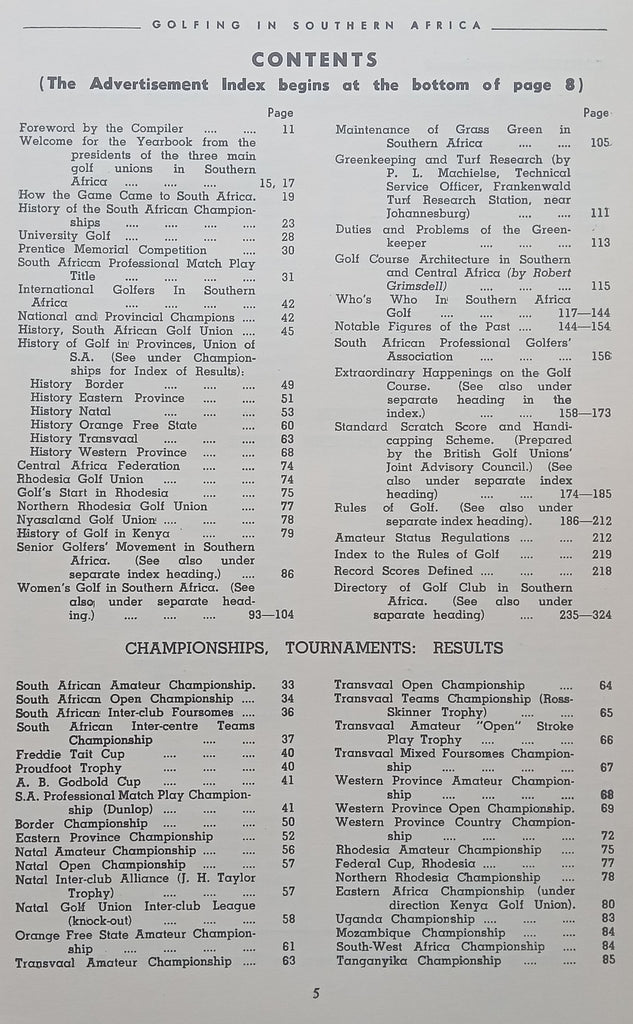 GOLFING IN SOUTHERN AFRICA
CONTENTS
(The Advertisement Index begins at the bottom of page 8)
Page
Foreword by the Compiler .... .... 11
Welcome for the Yearbook from the
presidents of the three main
golf unions in Southern
Africa .... .... .... 15, 17
How the Game Came to South Africa. 19
History of the South African Champion-
ships .... .... .... .... 23
University Golf .... .... .... .... 28
Prentice Memorial Competition .... 30
South African Professional Match Play
Title .... .... .... .... 31
International Golfers In Southern
Africa .... .... .... .... 42
National and Provincial Champions .... 42
History, South African Golf Union .... 45
History of Golf in Provinces, Union of
S.A. (See under Champion-
ships for Index of Results):
History Border .... .... .... 49
History Eastern Province .... .... 51
History Natal .... .... .... 53
History Orange Free State .... 60
History Transvaal .... .... .... 63
History Western Province .... .... 68
Central Africa Federation .... .... 74
Rhodesia Golf Union .... .... .... 74
Golf's Start in Rhodesia .... .... 75
Northern Rhodesia Golf Union .... 77
Nyasaland Golf Union .... .... .... 78
History of Golf in Kenya .... .... 79
Senior Golfers' Movement in Southern
Africa. (See also under
separate index heading.) .... 86
Women's Golf in Southern Africa. (See
also under separate head-
ing.) .... .... .... 93—104
Page
Maintenance of Grass Green in
Southern Africa .... .... 105
Greenkeeping and Turf Research (by
P. L. Machielse, Technical
Service Officer, Frankenwald
Turf Research Station, near
Johannesburg) .... .... 111
Duties and Problems of the Green-
keeper .... .... .... 113
Golf Course Architecture in Southern
and Central Africa (by Robert
Grimsdell) .... .... .... 115
Who's Who In Southern Africa
Golf .... .... .... 117—144
Notable Figures of the Past .... 144—154
South African Professional Golfers'
Association .... .... .... 156
Extraordinary Happenings on the Golf
Course. (See also under
separate heading in the
index.) .... .... 158—173
Standard Scratch Score and Handi-
capping Scheme. (Prepared
by the British Golf Unions'
Joint Advisory Council.) (See
also under separate index
heading) .... .... 174—185
Rules of Golf. (See also under
separate index heading). 186—212
Amateur Status Regulations .... .... 212
Index to the Rules of Golf .... .... 219
Record Scores Defined .... .... .... 218
Directory of Golf Club in Southern
Africa. (See also under
saparate heading) .... 235—324
CHAMPIONSHIPS, TOURNAMENTS: RESULTS
South African Amateur Championship. 33
South African Open Championship .... 34
South African Inter-club Foursomes .... 36
South African Inter-centre Teams
Championship .... .... 37
Freddie Tait Cup .... .... .... 40
Proudfoot Trophy .... .... .... 40
A. B. Godbold Cup .... .... .... 41
S.A. Professional Match Play Champion-
ship (Dunlop) .... .... .... 41
Border Championship .... .... .... 50
Eastern Province Championship .... 52
Natal Amateur Championship .... .... 56
Natal Open Championship .... .... 57
Natal Inter-club Alliance (J. H. Taylor
Trophy) .... .... .... 57
Natal Golf Union Inter-club League
(knock-out) .... .... .... 58
Orange Free State Amateur Champion-
ship .... .... .... .... 61
Transvaal Amateur Championship .... 63
Transvaal Open Championship .... 64
Transvaal Teams Championship (Ross-
Skinner Trophy) .... .... 65
Transvaal Amateur "Open" Stroke
Play Trophy .... .... .... 66
Transvaal Mixed Foursomes Champion-
ship .... .... .... .... 67
Western Province Amateur Champion-
ship .... .... .... .... 68
Western Province Open Championship. 69
Western Province Country Champion-
ship .... .... .... .... 72
Rhodesia Amateur Championship .... 75
Federal Cup, Rhodesia .... .... .... 77
Northern Rhodesia Championship .... 78
Eastern Africa Championship (under
direction Kenya Golf Union). 80
Uganda Championship .... .... .... 83
Mozambique Championship .... .... 84
South-West Africa Championship .... 84
Tanganyika Championship .... .... 85
5